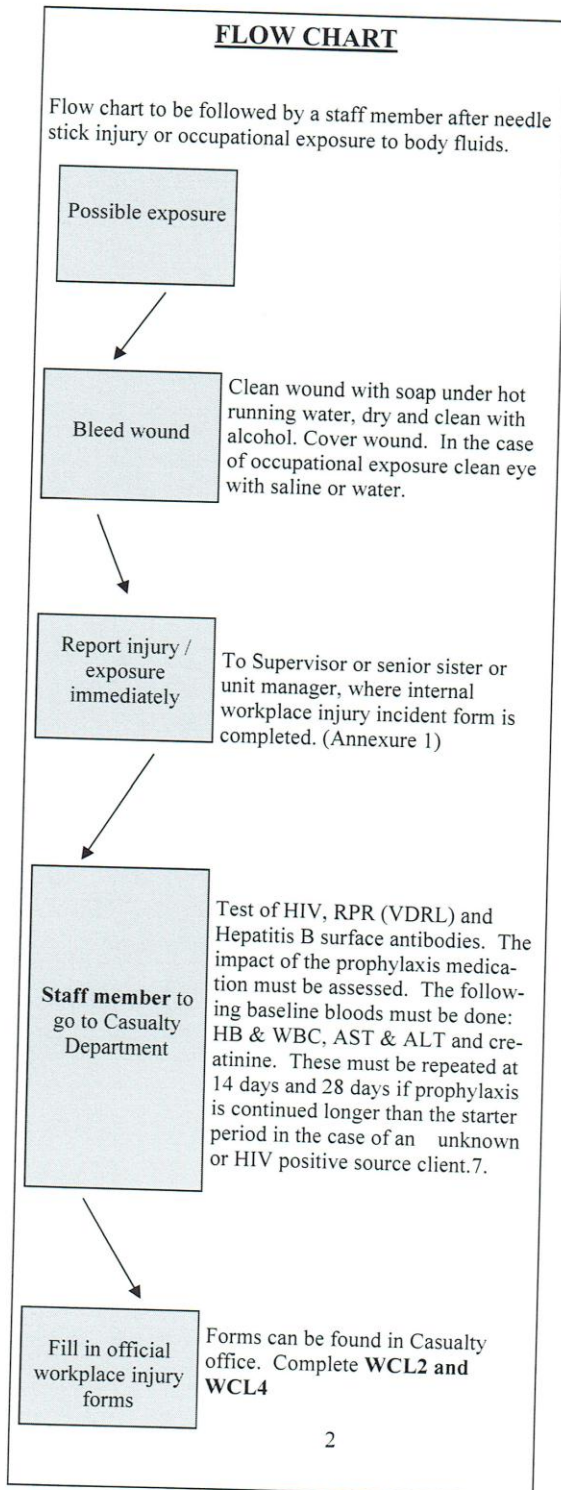 FLOW CHART
Flow chart to be followed by a staff member after needle
stick injury or occupational exposure to body fluids.
Possible exposure
Bleed wound
Clean wound with soap under hot
running water, dry and clean with
alcohol. Cover wound. In the case
of occupational exposure clean eye
with saline or water.
Report injury /
exposure
immediately
To Supervisor or senior sister or
unit manager, where internal
workplace injury incident form is
completed. (Annexure 1)
Staff member to
go to Casualty
Department
Test of HIV, RPR (VDRL) and
Hepatitis B surface antibodies. The
impact of the prophylaxis medica-
tion must be assessed. The follow-
ing baseline bloods must be done:
HB & WBC, AST & ALT and cre-
atinine. These must be repeated at
14 days and 28 days if prophylaxis
is continued longer than the starter
period in the case of an unknown
or HIV positive source client.7.
Fill in official
workplace injury
forms
Forms can be found in Casualty
office. Complete WCL2 and
WCL4
2